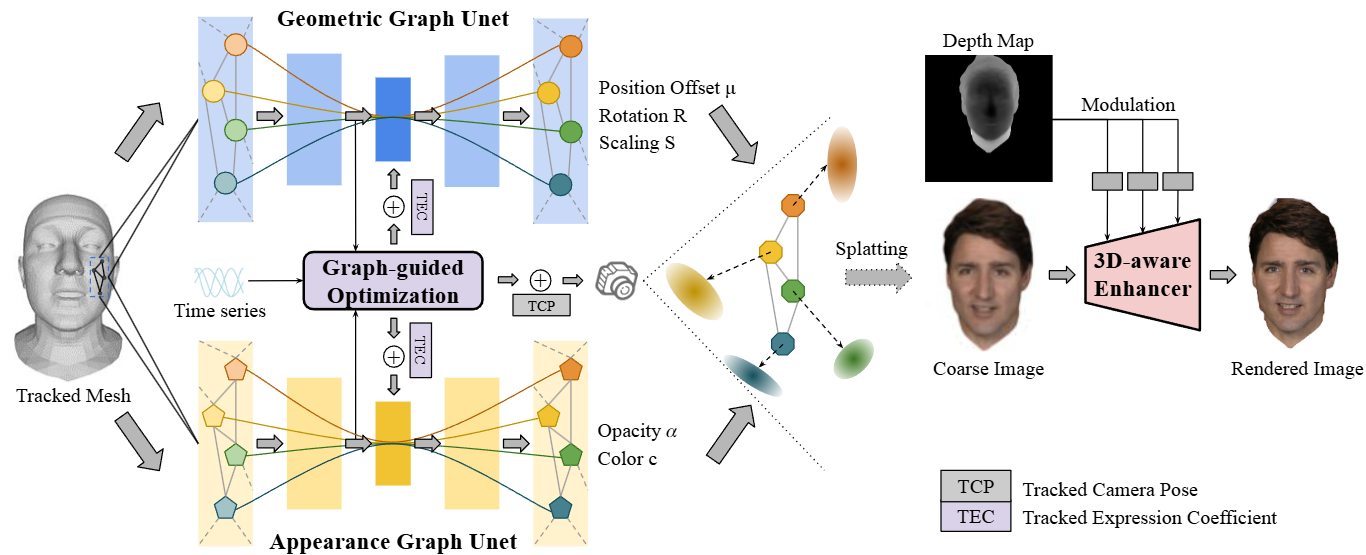 Geometric Graph Unet
Position Offset μ
Rotation R
Scaling S
TEC
Graph-guided
Optimization
Time series
TCP
TEC
Tracked Mesh
Opacity α
Color c
Appearance Graph Unet
Splatting
Depth Map
Modulation
3D-aware
Enhancer
Coarse Image
Rendered Image
TCP Tracked Camera Pose
TEC Tracked Expression Coefficient